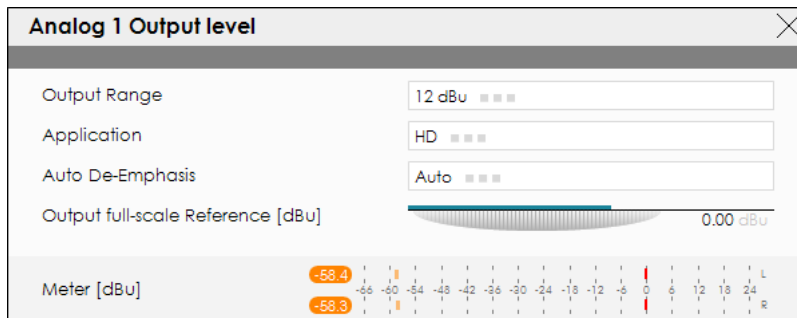 Analog 1 Output level
Output Range 12 dBu
Application HD
Auto De-Emphasis Auto
Output full-scale Reference [dBu] 0.00 dBu
-58.4 L
Meter [dBu] -66 -60 -54 -48 -42 -36 -30 -24 -18 -12 -6 0 6 12 18 24
-58.3 R